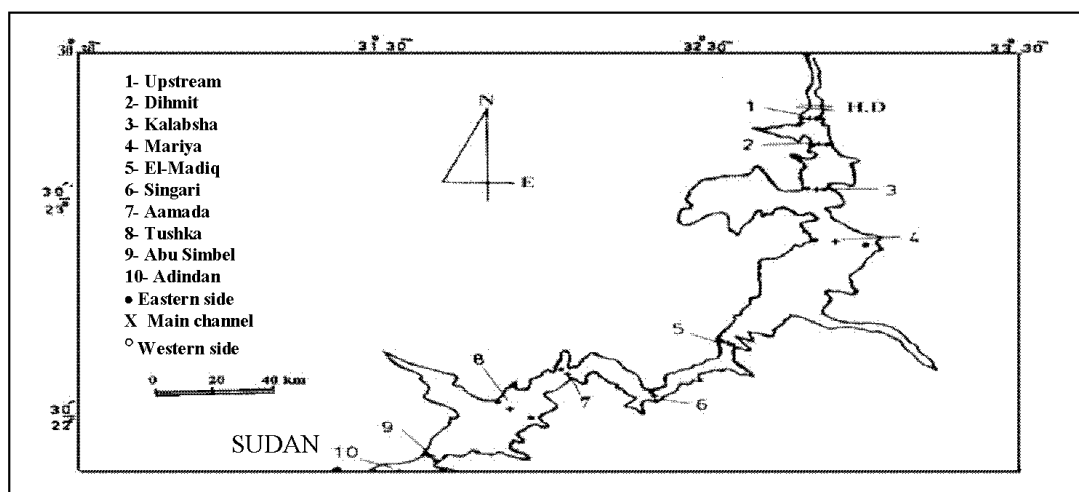 31°30
32°30
33°30
1- Upstream
2- Dihmit
3- Kalabsha
4- Mariya
5- El-Madiq
6- Singari
7- Aamada
8- Tushka
9- Abu Simbel
10- Adindan
● Eastern side
X Main channel
○ Western side
0 20 40 km
N
E
1
H.D
2
3
4
5
6
7
8
9
10
SUDAN